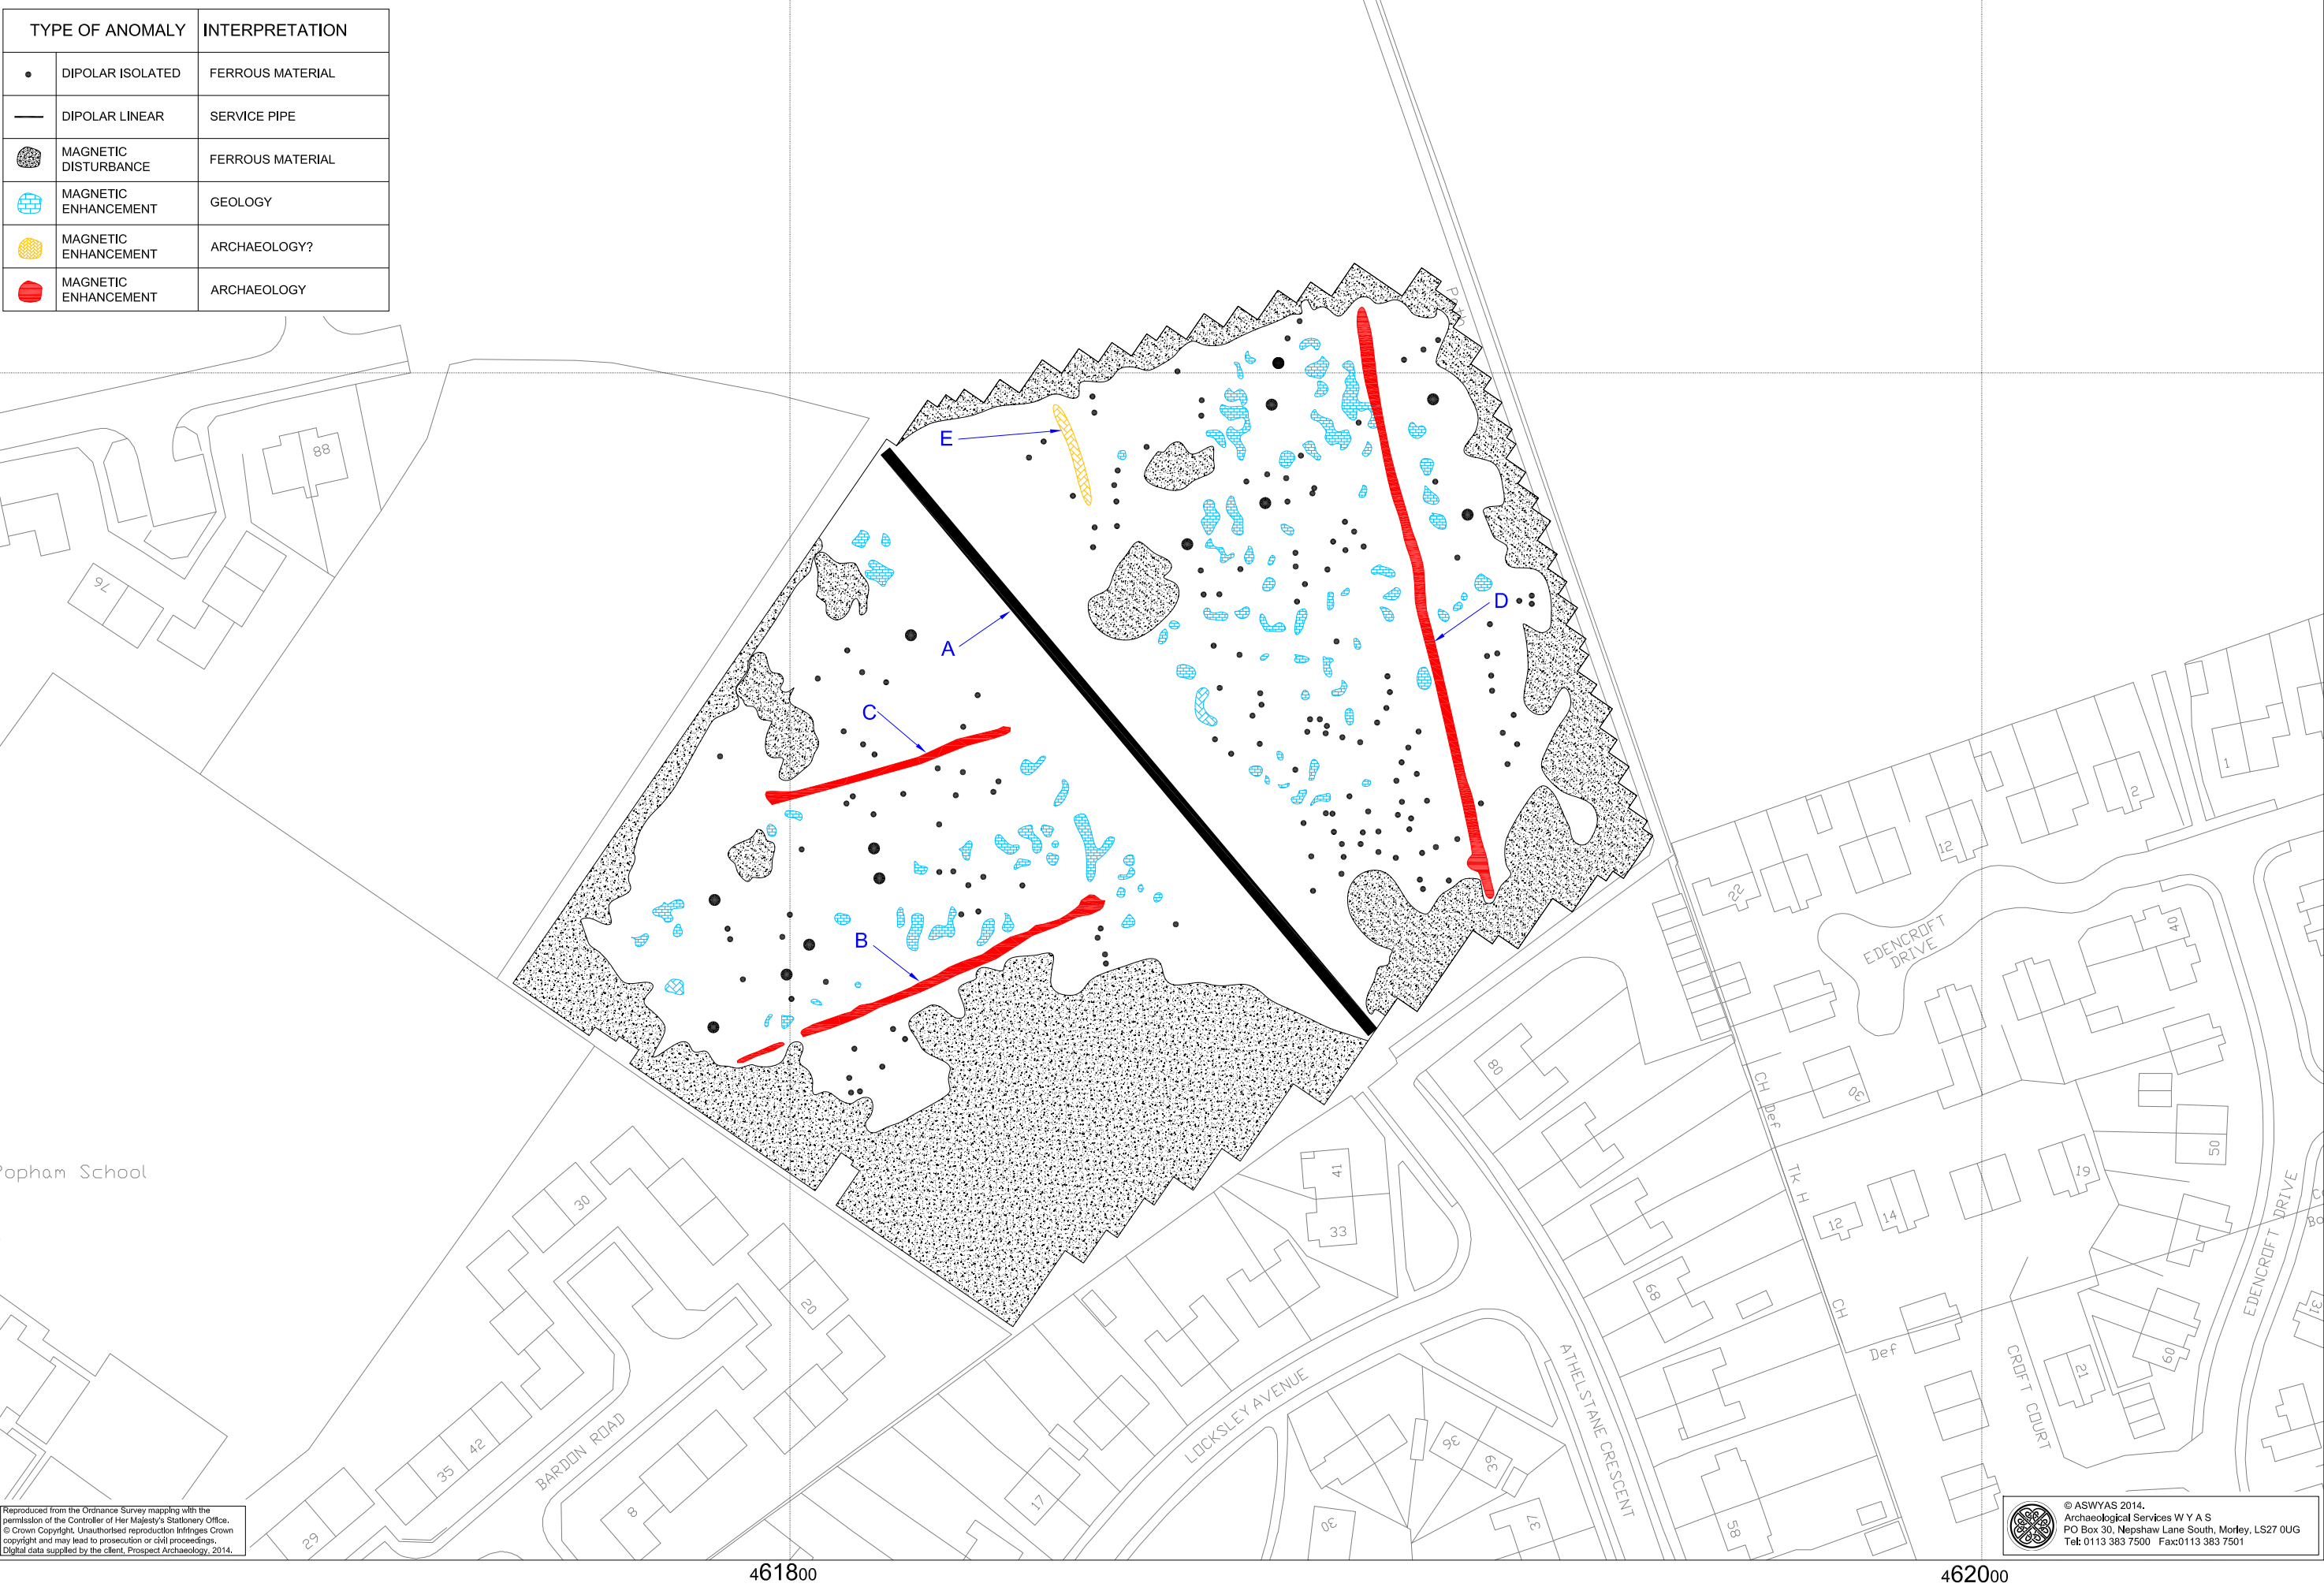 TYPE OF ANOMALY INTERPRETATION
DIPOLAR ISOLATED FERROUS MATERIAL
DIPOLAR LINEAR SERVICE PIPE
MAGNETIC
DISTURBANCE
FERROUS MATERIAL
MAGNETIC
ENHANCEMENT
GEOLOGY
MAGNETIC
ENHANCEMENT
ARCHAEOLOGY?
MAGNETIC
ENHANCEMENT
ARCHAEOLOGY
Path
88
76
E
A
C
D
B
1
2
12
22
40
EDENCROFT
DRIVE
80
30
CH
Def
50
19
Popham School
41
33
30
TK H
12
14
EDENCROFT DRIVE
20
68
CH
Def
60
21
CROFT COURT
ATHELSTANE CRESCENT
LOCKSLEY AVENUE
BARDON ROAD
42
35
36
39
17
8
29
30
37
58
31
Reproduced from the Ordnance Survey mapping with the
permission of the Controller of Her Majesty's Stationery Office.
© Crown Copyright. Unauthorised reproduction infringes Crown
copyright and may lead to prosecution or civil proceedings.
Digital data supplied by the client, Prospect Archaeology, 2014.
© ASWYAS 2014.
Archaeological Services W Y A S
PO Box 30, Nepshaw Lane South, Morley, LS27 0UG
Tel: 0113 383 7500 Fax:0113 383 7501
461800
462000